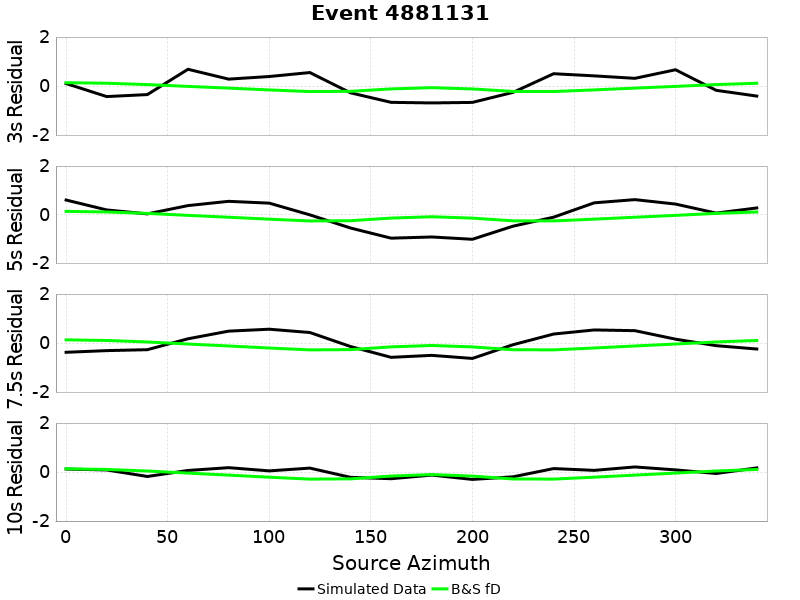 Event 4881131
3s Residual
2
0
-2
5s Residual
2
0
-2
7.5s Residual
2
0
-2
10s Residual
2
0
-2
0 50 100 150 200 250 300
Source Azimuth
Simulated Data B&S fD